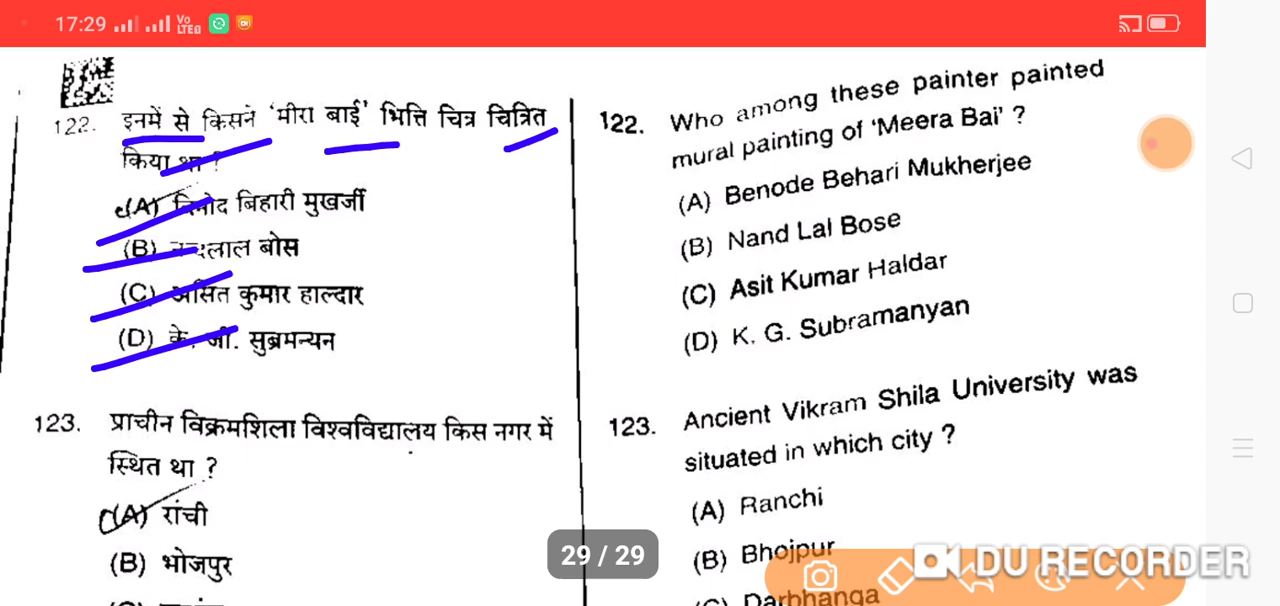 17:29
Vo
LTE
122. इनमें से किसने 'मीरा बाई' भित्ति चित्र चित्रित
किया था ?
(A) विनोद बिहारी मुखर्जी
(B) नन्दलाल बोस
(C) असित कुमार हाल्दार
(D) के. जी. सुब्रमन्यन
123. प्राचीन विक्रमशिला विश्वविद्यालय किस नगर में
स्थित था ?
(A) रांची
(B) भोजपुर
122. Who among these painter painted
mural painting of 'Meera Bai' ?
(A) Benode Behari Mukherjee
(B) Nand Lal Bose
(C) Asit Kumar Haldar
(D) K. G. Subramanyan
123. Ancient Vikram Shila University was
situated in which city ?
(A) Ranchi
(B) Bhojpur
(C) Darbhanga
29 / 29
DU RECORDER